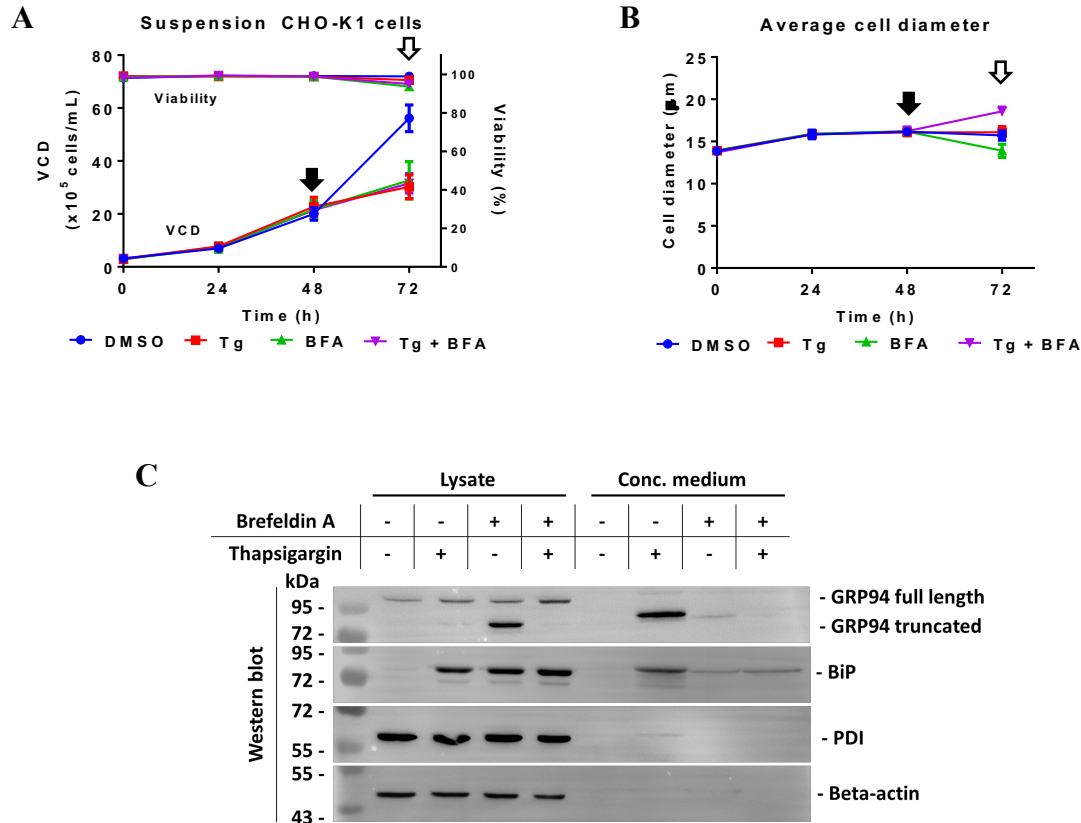 A
Suspension CHO-K1 cells
80
60
40
20
0
VCD
(x10⁵ cells/mL)
100
80
60
40
20
0
Viability (%)
Viability
VCD
0 24 48 72
Time (h)
DMSO Tg BFA Tg + BFA
B
Average cell diameter
25
20
15
10
5
0
Cell diameter (μm)
0 24 48 72
Time (h)
DMSO Tg BFA Tg + BFA
C
Lysate Conc. medium
Brefeldin A - - + + - - + +
Thapsigargin - + - + - + - +
kDa
Western blot
95 -
72 -
- GRP94 full length
- GRP94 truncated
95 -
72 -
- BiP
72 -
55 -
- PDI
55 -
43 -
- Beta-actin